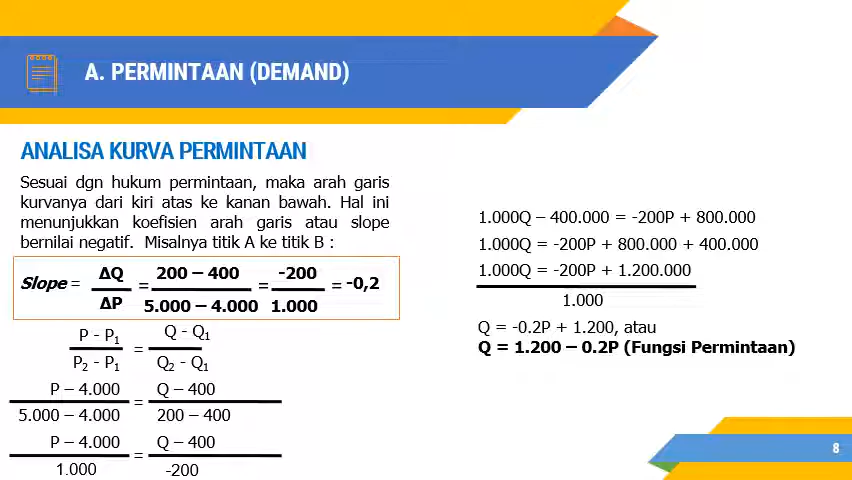 A. PERMINTAAN (DEMAND)
ANALISA KURVA PERMINTAAN
Sesuai dgn hukum permintaan, maka arah garis
kurvanya dari kiri atas ke kanan bawah. Hal ini
menunjukkan koefisien arah garis atau slope
bernilai negatif. Misalnya titik A ke titik B :
Slope = ΔQ = 200 – 400 = -200 = -0,2
ΔP 5.000 – 4.000 1.000
P - P1 = Q - Q1
P2 - P1 Q2 - Q1
P – 4.000 = Q – 400
5.000 – 4.000 200 – 400
P – 4.000 = Q – 400
1.000 -200
1.000Q – 400.000 = -200P + 800.000
1.000Q = -200P + 800.000 + 400.000
1.000Q = -200P + 1.200.000
1.000
Q = -0.2P + 1.200, atau
Q = 1.200 – 0.2P (Fungsi Permintaan)
8